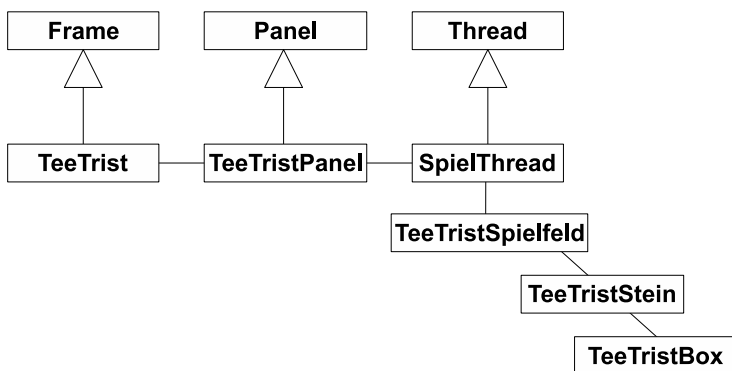 Frame
Panel
Thread
TeeTrist
TeeTristPanel
SpielThread
TeeTristSpielfeld
TeeTristStein
TeeTristBox